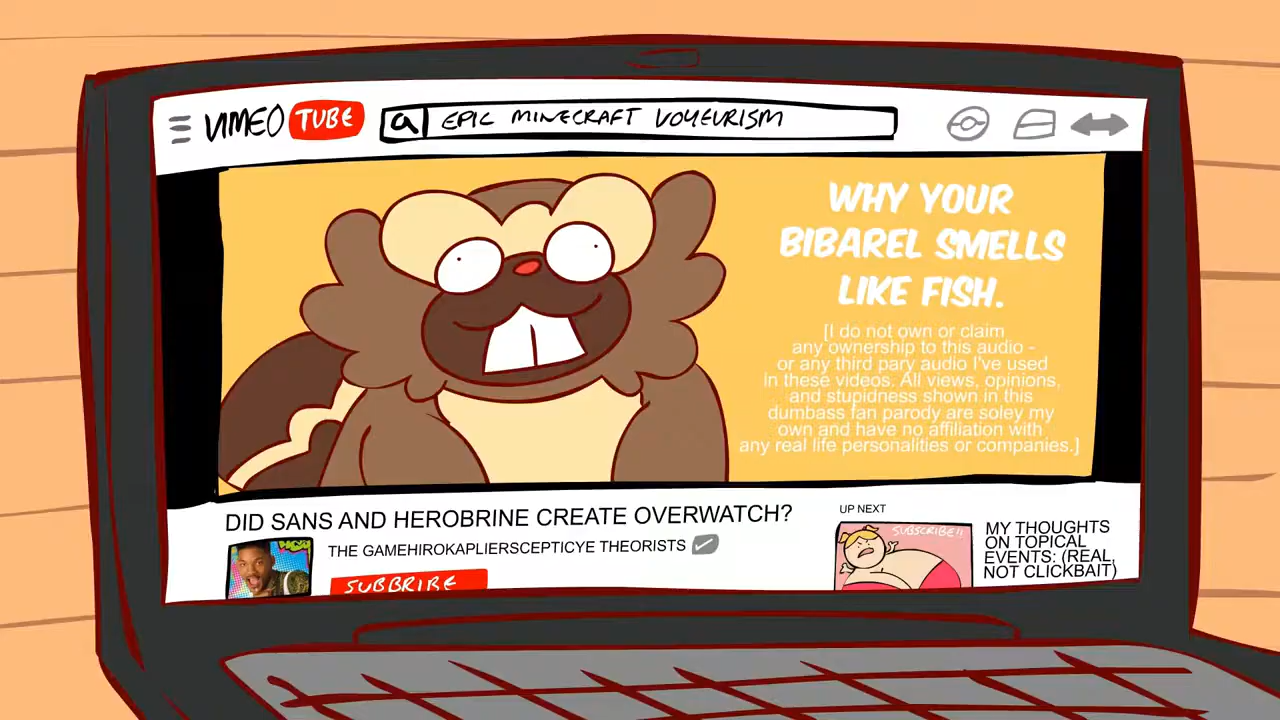 VIMEO TUBE
EPIC MINECRAFT VOYEURISM
WHY YOUR
BIBAREL SMELLS
LIKE FISH.
[I do not own or claim
any ownership to this audio -
or any third pary audio I've used
in these videos. All views, opinions,
and stupidness shown in this
dumbass fan parody are soley my
own and have no affiliation with
any real life personalities or companies.]
DID SANS AND HEROBRINE CREATE OVERWATCH?
THE GAMEHIROKAPLIERSCEPTICYE THEORISTS
SUBBRIBE
UP NEXT
SUBSCRIBE!!
MY THOUGHTS
ON TOPICAL
EVENTS: (REAL,
NOT CLICKBAIT)